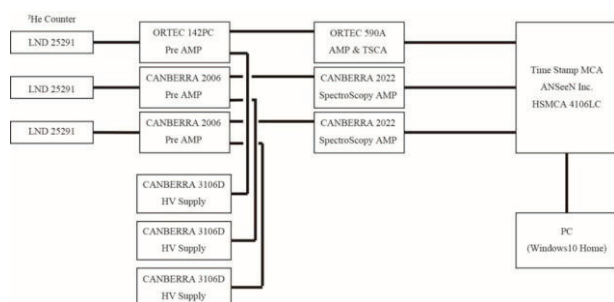 ³He Counter
LND 25291
ORTEC 142PC
Pre AMP
ORTEC 590A
AMP & TSCA
LND 25291
CANBERRA 2006
Pre AMP
CANBERRA 2022
SpectroScopy AMP
LND 25291
CANBERRA 2006
Pre AMP
CANBERRA 2022
SpectroScopy AMP
Time Stamp MCA
ANSeeN Inc.
HSMCA 4106LC
CANBERRA 3106D
HV Supply
CANBERRA 3106D
HV Supply
CANBERRA 3106D
HV Supply
PC
(Windows10 Home)